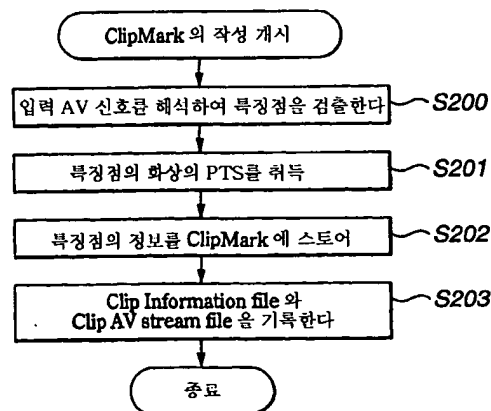 ClipMark 의 작성 개시
입력 AV 신호를 해석하여 특징점을 검출한다
S200
특징점의 화상의 PTS를 취득
S201
특징점의 정보를 ClipMark 에 스토어
S202
Clip Information file 와
Clip AV stream file 을 기록한다
S203
종료